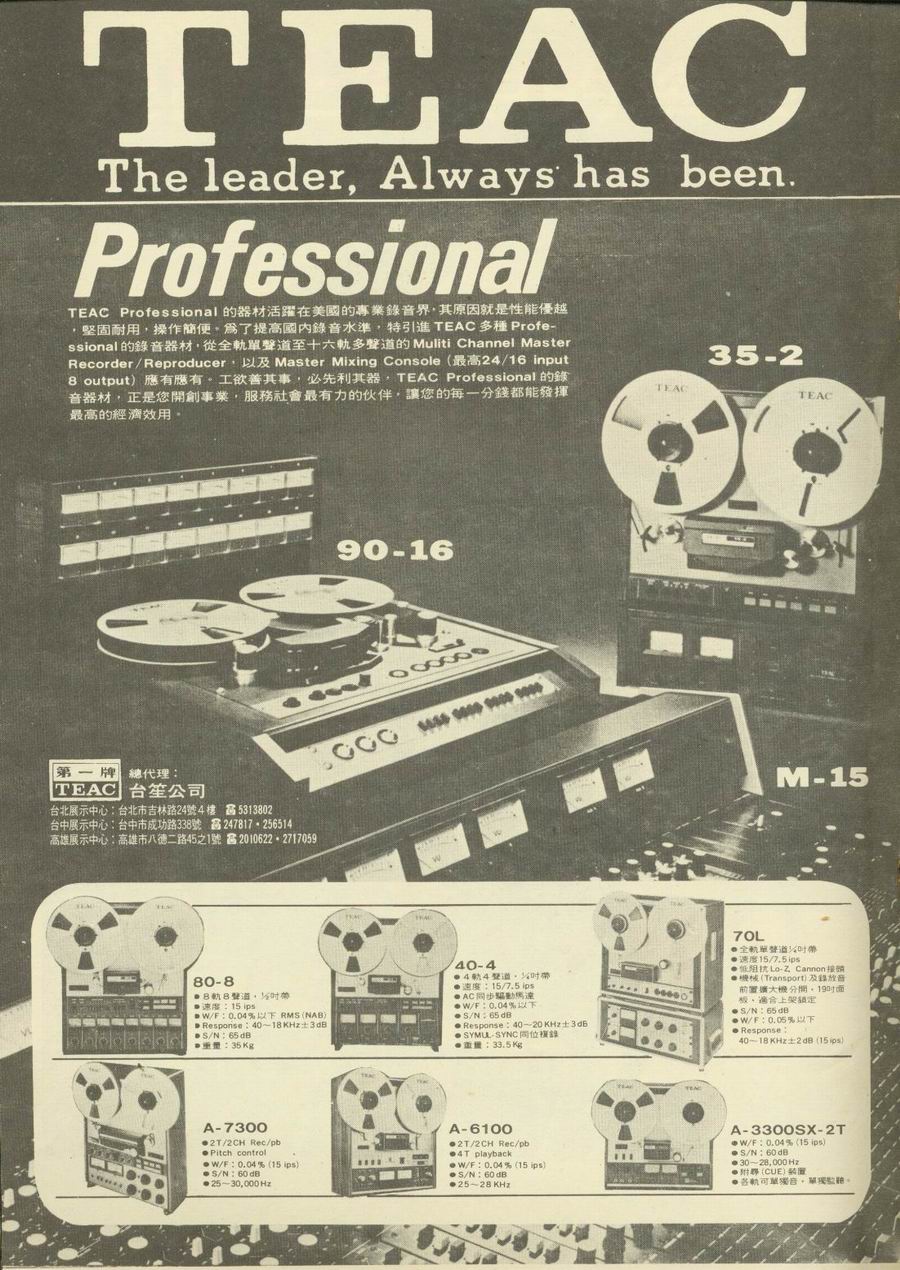 TEAC
The leader, Always has been.
Professional
TEAC Professional 的器材活躍在美國的專業錄音界,其原因就是性能優越
,堅固耐用,操作簡便。爲了提高國內錄音水準,特引進 TEAC 多種 Profe-
ssional 的錄音器材,從全軌單聲道至十六軌多聲道的 Muliti Channel Master
Recorder/Reproducer,以及 Master Mixing Console(最高24/16 input
8 output)應有應有。工欲善其事,必先利其器,TEAC Professional 的錄
音器材,正是您開創事業,服務社會最有力的伙伴,讓您的每一分錢都能發揮
最高的經濟效用。
35-2
TEAC
TEAC
90-16
M-15
第一牌
TEAC
總代理:
台笙公司
台北展示中心:台北市吉林路24號4樓 ☎5313802
台中展示中心:台中市成功路338號 ☎247817・256514
高雄展示中心:高雄市八德二路45之1號 ☎2010622・2717059
80-8
●8軌8聲道,½吋帶
●速度:15 ips
●W/F:0.04%以下 RMS (NAB)
●Response:40~18KHz±3dB
●S/N:65dB
●重量:35Kg
40-4
●4軌4聲道,¼吋帶
●速度:15/7.5 ips
●AC同步驅動馬達
●W/F:0.04%以下
●S/N:65dB
●Response:40~20KHz±3dB
●SYMUL-SYNC同位複錄
●重量:33.5Kg
70L
●全軌單聲道¼吋帶
●速度15/7.5 ips
●低阻抗Lo-Z, Cannon接頭
●機械(Transport)及錄放音
前置擴大機分開,19吋面
板,適合上架鎖定
●S/N:65dB
●W/F:0.05%以下
●Response:
40~18KHz±2dB (15 ips)
A-7300
●2T/2CH Rec/pb
●Pitch control
●W/F:0.04% (15 ips)
●S/N:60dB
●25~30,000Hz
A-6100
●2T/2CH Rec/pb
●4T playback
●W/F:0.04% (15 ips)
●S/N:60dB
●25~28KHz
A-3300SX-2T
●W/F:0.04% (15 ips)
●S/N:60dB
●30~28,000Hz
●附尋(CUE)裝置
●各軌可單獨音,單獨監聽。